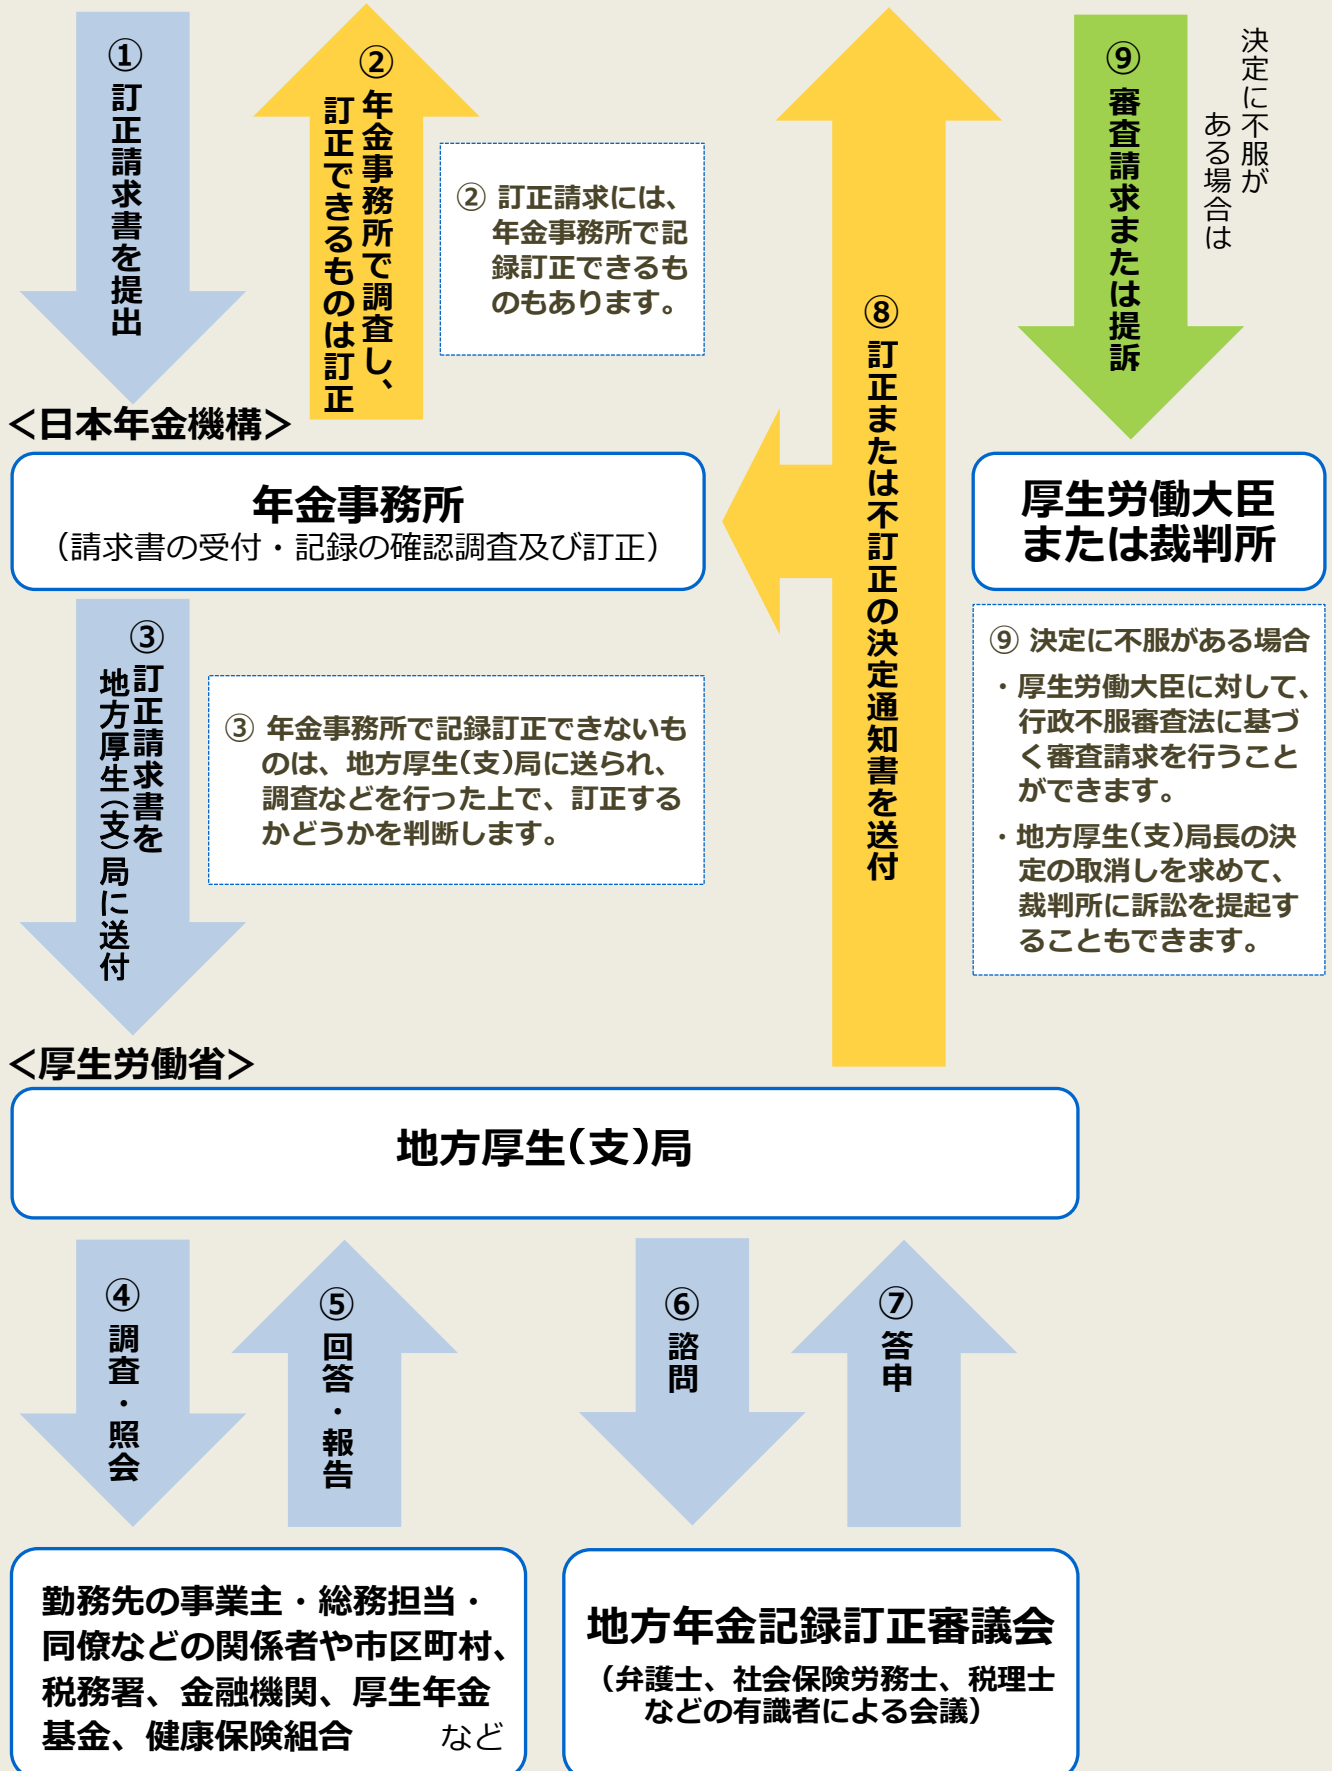 ① 訂正請求書を提出
② 年金事務所で調査し、
訂正できるものは訂正
② 訂正請求には、
年金事務所で記
録訂正できるも
のもあります。
⑧ 訂正または不訂正の決定通知書を送付
⑨ 審査請求または提訴
決定に不服が
ある場合は
<日本年金機構>
年金事務所
（請求書の受付・記録の確認調査及び訂正）
厚生労働大臣
または裁判所
③ 訂正請求書を
地方厚生(支)局に送付
③ 年金事務所で記録訂正できないも
のは、地方厚生(支)局に送られ、
調査などを行った上で、訂正する
かどうかを判断します。
⑨ 決定に不服がある場合
・厚生労働大臣に対して、
行政不服審査法に基づ
く審査請求を行うこと
ができます。
・地方厚生(支)局長の決
定の取消しを求めて、
裁判所に訴訟を提起す
ることもできます。
<厚生労働省>
地方厚生(支)局
④ 調査・照会
⑤ 回答・報告
⑥ 諮問
⑦ 答申
勤務先の事業主・総務担当・
同僚などの関係者や市区町村、
税務署、金融機関、厚生年金
基金、健康保険組合　　など
地方年金記録訂正審議会
（弁護士、社会保険労務士、税理士
などの有識者による会議）